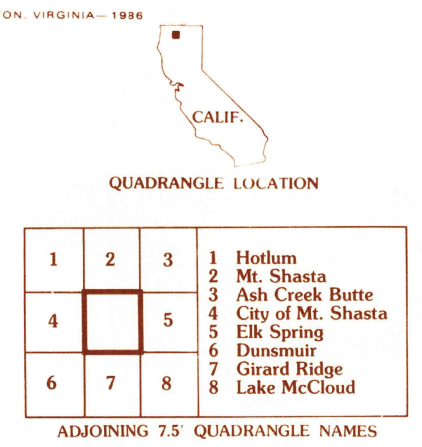 ON, VIRGINIA—1986
CALIF.
QUADRANGLE LOCATION
1 2 3
4 5
6 7 8
1 Hotlum
2 Mt. Shasta
3 Ash Creek Butte
4 City of Mt. Shasta
5 Elk Spring
6 Dunsmuir
7 Girard Ridge
8 Lake McCloud
ADJOINING 7.5′ QUADRANGLE NAMES